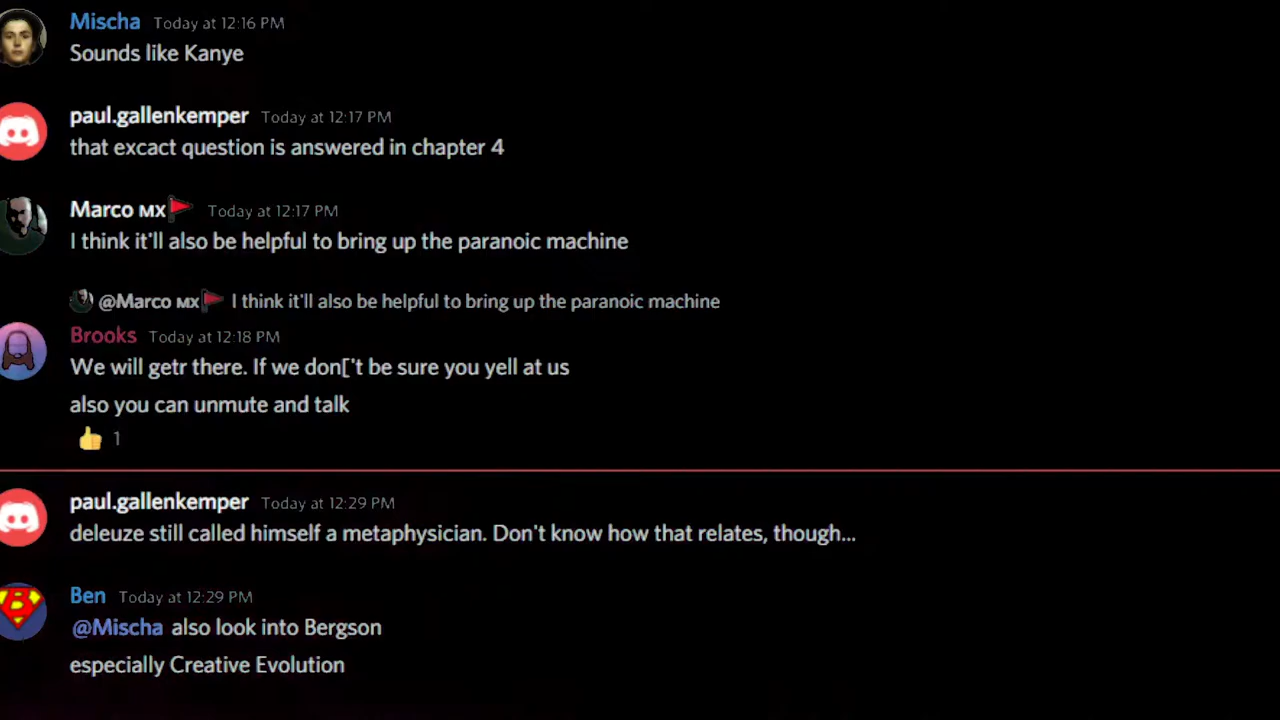 Mischa Today at 12:16 PM
Sounds like Kanye
paul.gallenkemper Today at 12:17 PM
that excact question is answered in chapter 4
Marco MX🚩 Today at 12:17 PM
I think it'll also be helpful to bring up the paranoic machine
@Marco MX🚩 I think it'll also be helpful to bring up the paranoic machine
Brooks Today at 12:18 PM
We will getr there. If we don['t be sure you yell at us
also you can unmute and talk
👍 1
paul.gallenkemper Today at 12:29 PM
deleuze still called himself a metaphysician. Don't know how that relates, though...
Ben Today at 12:29 PM
@Mischa also look into Bergson
especially Creative Evolution